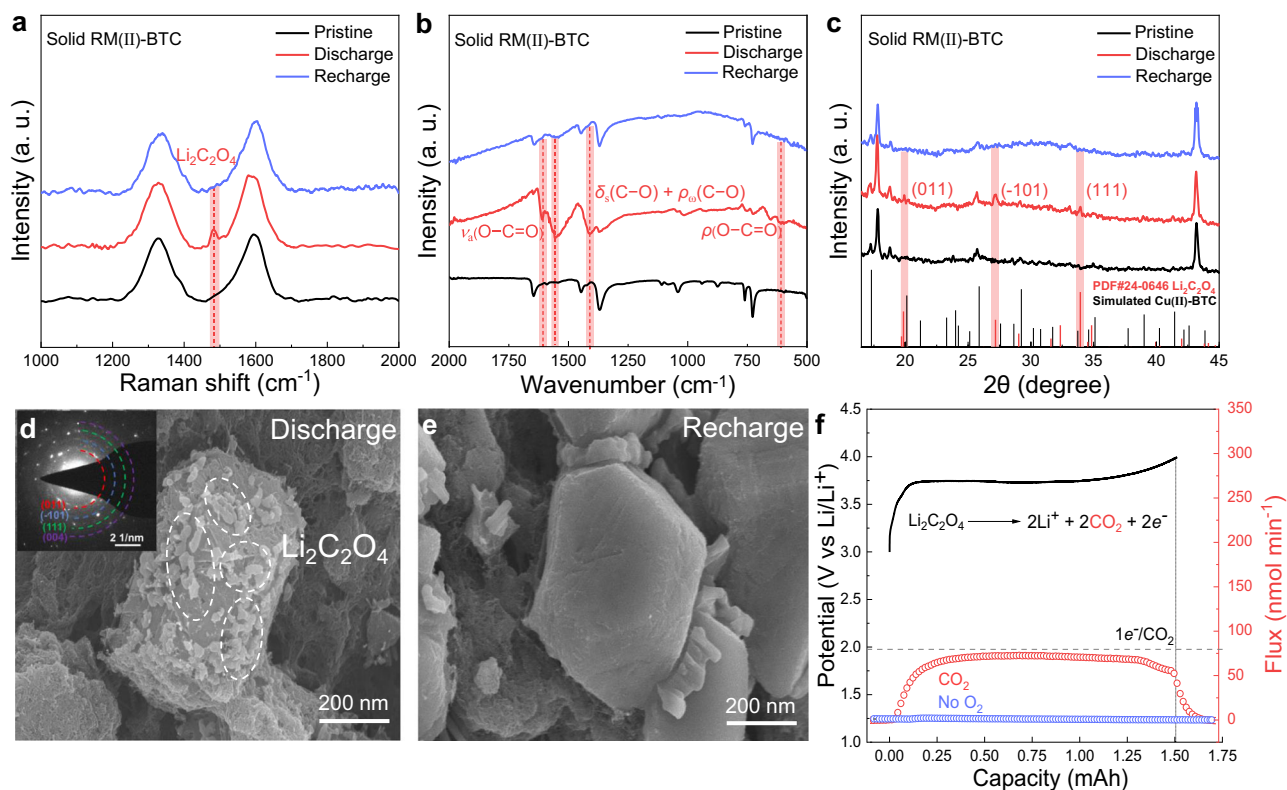 a
Solid RM(II)-BTC
Pristine
Discharge
Recharge
Li₂C₂O₄
Intensity (a. u.)
1000 1200 1400 1600 1800 2000
Raman shift (cm⁻¹)
b
Solid RM(II)-BTC
Pristine
Discharge
Recharge
δₛ(C−O) + ρω(C−O)
νₐ(O−C=O)
ρ(O−C=O)
Inensity (a. u.)
2000 1750 1500 1250 1000 750 500
Wavenumber (cm⁻¹)
c
Solid RM(II)-BTC
Pristine
Discharge
Recharge
(011) (-101) (111)
PDF#24-0646 Li₂C₂O₄
Simulated Cu(II)-BTC
Intensity (a. u.)
20 25 30 35 40 45
2θ (degree)
d
Discharge
(011)
(-101)
(111)
(004)
2 1/nm
Li₂C₂O₄
200 nm
e
Recharge
200 nm
f
Li₂C₂O₄ → 2Li⁺ + 2CO₂ + 2e⁻
1e⁻/CO₂
CO₂
No O₂
Potential (V vs Li/Li⁺)
4.5
4.0
3.5
3.0
2.5
2.0
1.5
1.0
0.00 0.25 0.50 0.75 1.00 1.25 1.50 1.75
Capacity (mAh)
350
300
250
200
150
100
50
0
Flux (nmol min⁻¹)